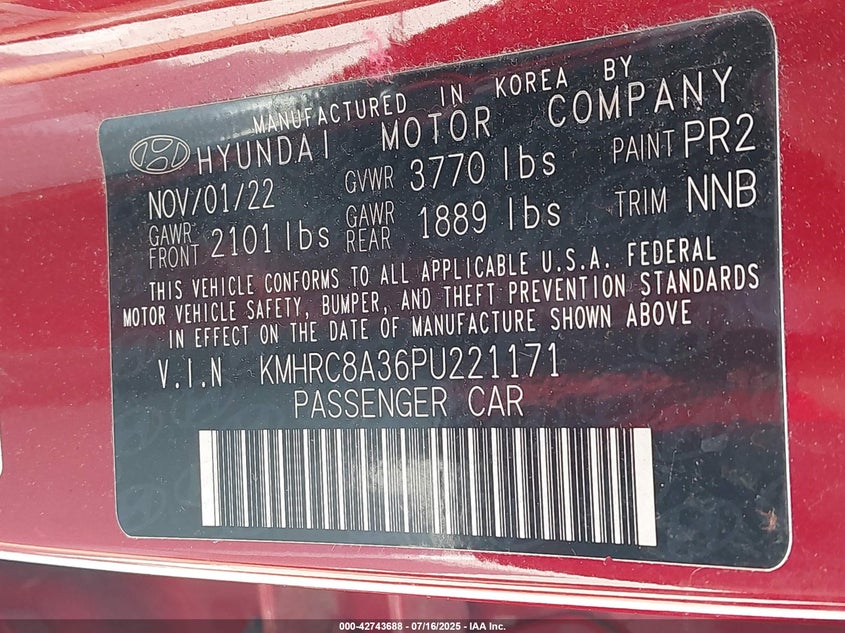 MANUFACTURED IN KOREA BY
HYUNDAI MOTOR COMPANY
NOV/01/22 GVWR 3770 lbs PAINT PR2
GAWR FRONT 2101 lbs GAWR REAR 1889 lbs TRIM NNB
THIS VEHICLE CONFORMS TO ALL APPLICABLE U.S.A. FEDERAL
MOTOR VEHICLE SAFETY, BUMPER, AND THEFT PREVENTION STANDARDS
IN EFFECT ON THE DATE OF MANUFACTURE SHOWN ABOVE
V.I.N KMHRC8A36PU221171
PASSENGER CAR
000-42743688 - 07/16/2025 - IAA Inc.